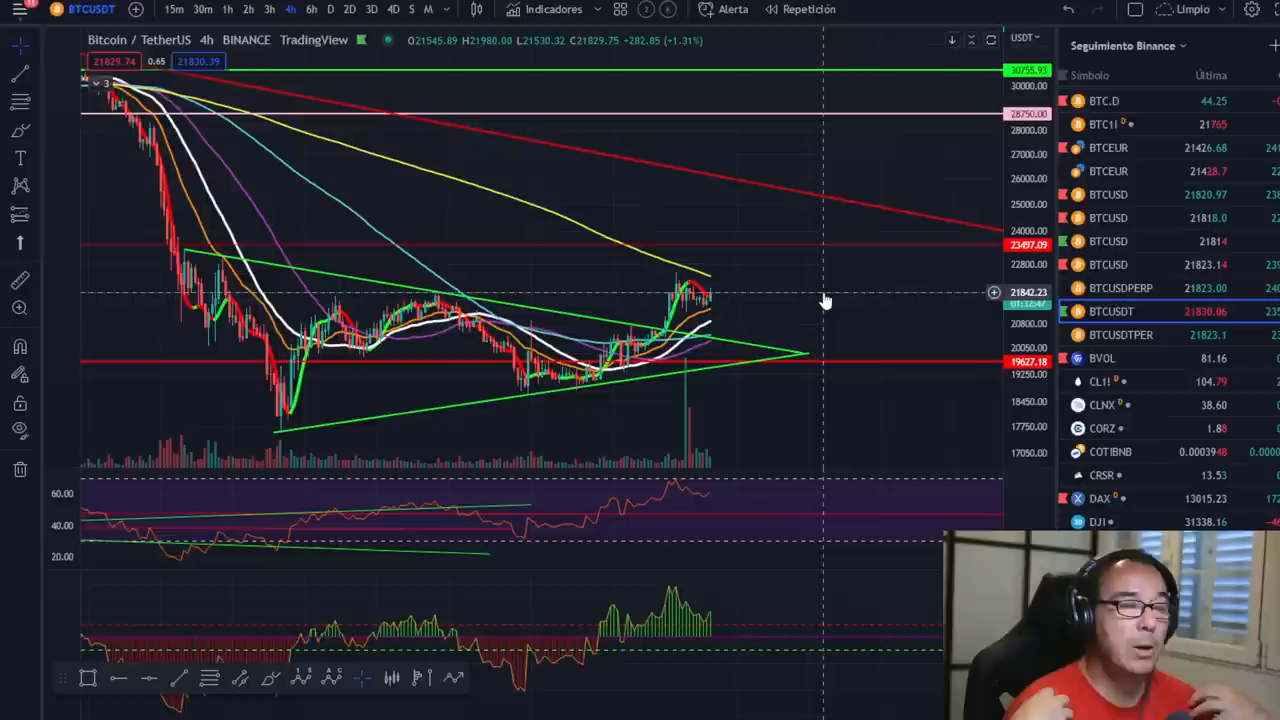 11
BTCUSDT
15m 30m 1h 2h 3h 4h 6h D 2D 3D 4D S M
Indicadores
2
Alerta
Repetición
Limpio
Bitcoin / TetherUS 4h BINANCE TradingView
O21545.89 H21980.00 L21530.32 C21829.75 +282.85 (+1.31%)
21829.74 0.65 21830.39
3
USDT
30755.93
30000.00
28750.00
28000.00
27000.00
26000.00
25000.00
24000.00
23497.09
22800.00
21842.23
01:32:47
20800.00
20050.00
19627.18
19250.00
18450.00
17750.00
17050.00
60.00
40.00
20.00
Seguimiento Binance
Símbolo Última
BTC.D 44.25
BTC1! D 21765
BTCEUR 21426.68
BTCEUR 21428.7
BTCUSD 21820.97
BTCUSD 21818.0
BTCUSD 21814
BTCUSD 21823.14
BTCUSDPERP 21823.00
BTCUSDT 21830.06
BTCUSDTPER 21823.1
BVOL 81.16
CL1! D 104.79
CLNX D 38.60
CORZ 1.88
COTIBNB 0.0003948
CRSR 13.53
DAX D 13015.23
DJI 31338.16